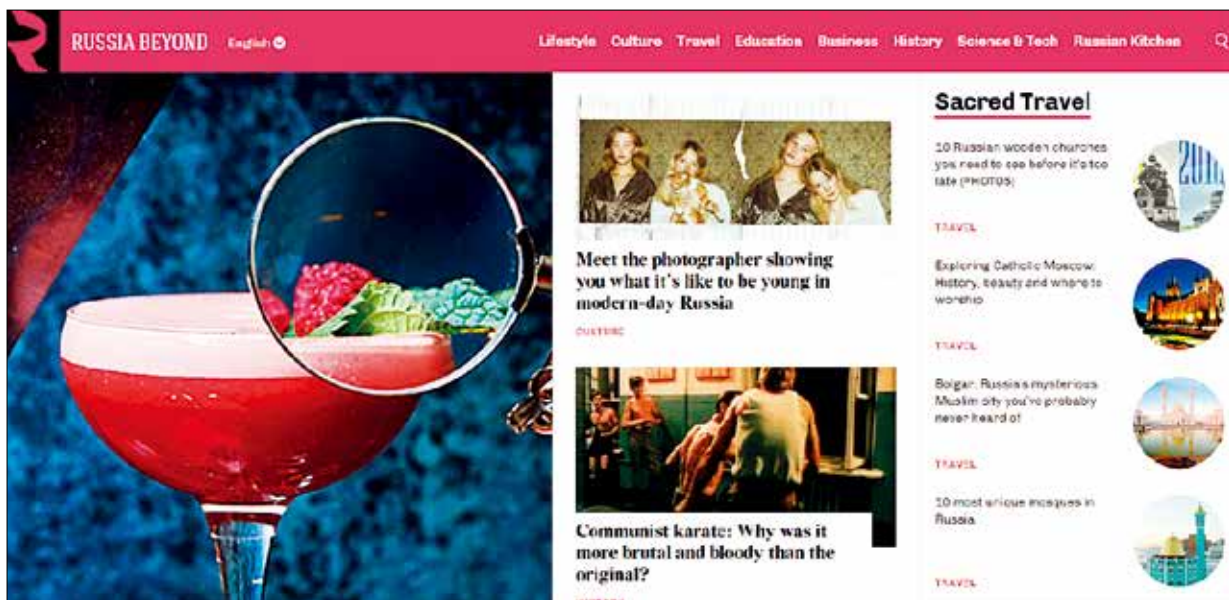 RUSSIA BEYOND
English
Lifestyle Culture Travel Education Business History Science & Tech Russian Kitchen
Meet the photographer showing
you what it's like to be young in
modern-day Russia
CULTURE
Communist karate: Why was it
more brutal and bloody than the
original?
Sacred Travel
10 Russian wooden churches
you need to see before it's too
late (PHOTOS)
TRAVEL
Exploring Catholic Moscow:
History, beauty and where to
worship
TRAVEL
Bolgar: Russia's mysterious
Muslim city you've probably
never heard of
TRAVEL
10 most unique mosques in
Russia
TRAVEL